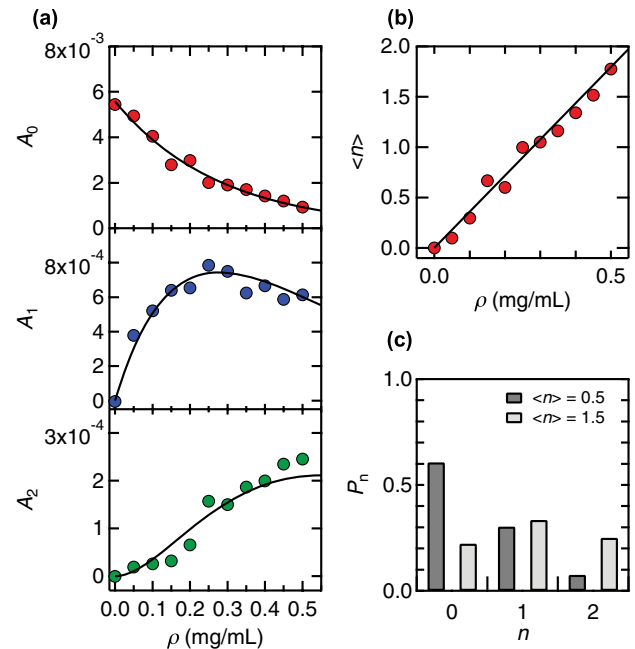 (a)
8x10⁻³
6
4
2
0
A₀
8x10⁻⁴
6
4
2
0
A₁
3x10⁻⁴
2
1
0
A₂
0.0 0.1 0.2 0.3 0.4 0.5
ρ (mg/mL)
(b)
2.0
1.5
1.0
0.5
0.0
<n>
0.0 0.5
ρ (mg/mL)
(c)
1.0
0.5
0.0
Pₙ
<n> = 0.5
<n> = 1.5
0 1 2
n